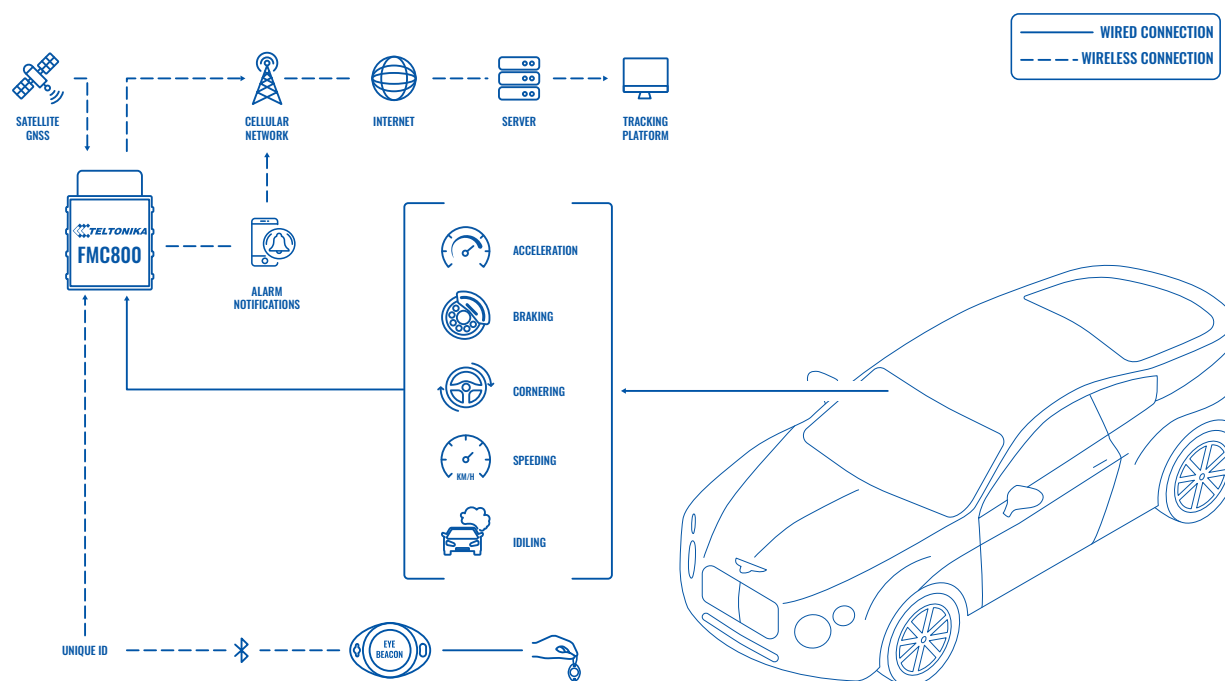 WIRED CONNECTION
WIRELESS CONNECTION
SATELLITE
GNSS
CELLULAR
NETWORK
INTERNET
SERVER
TRACKING
PLATFORM
TELTONIKA
FMC800
ALARM
NOTIFICATIONS
ACCELERATION
BRAKING
CORNERING
KM/H
SPEEDING
IDILING
UNIQUE ID
EYE
BEACON